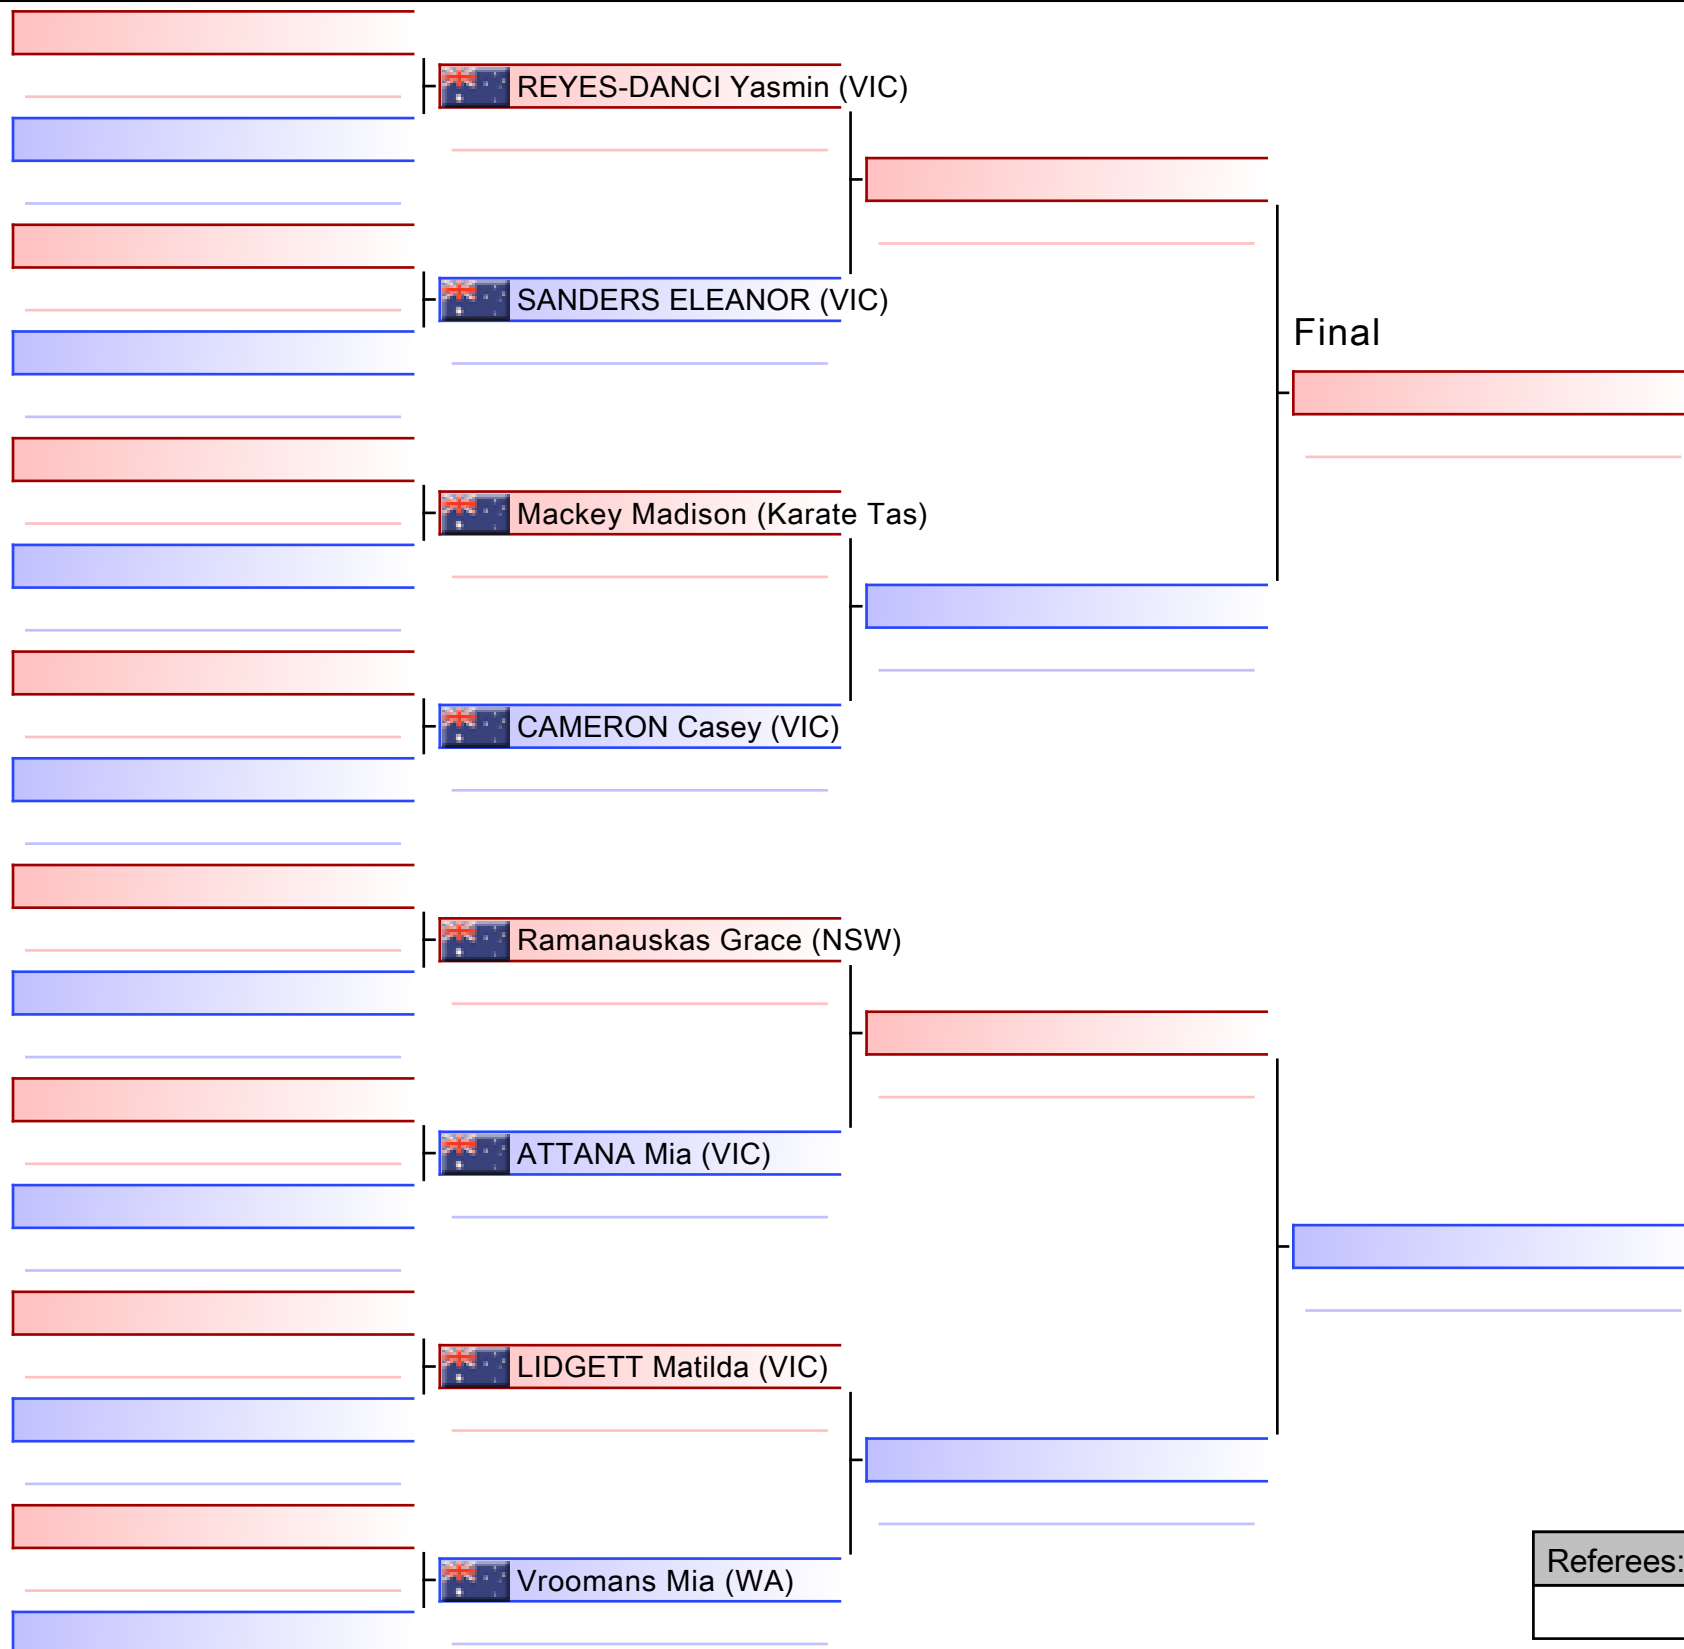 REYES-DANCI Yasmin (VIC)
SANDERS ELEANOR (VIC)
Final
Mackey Madison (Karate Tas)
CAMERON Casey (VIC)
Ramanauskas Grace (NSW)
ATTANA Mia (VIC)
LIDGETT Matilda (VIC)
Vroomans Mia (WA)
Referees: